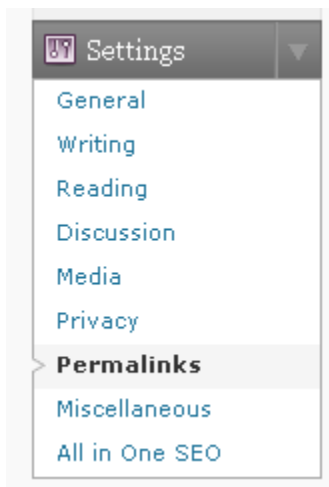 Settings
General
Writing
Reading
Discussion
Media
Privacy
Permalinks
Miscellaneous
All in One SEO